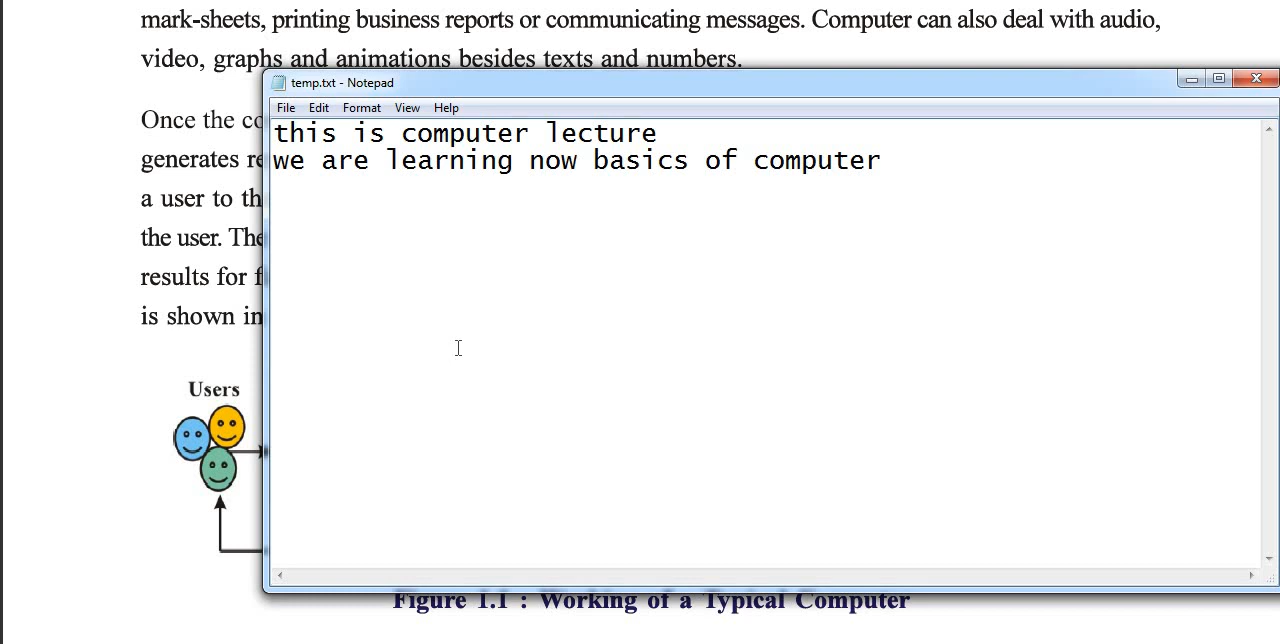 mark-sheets, printing business reports or communicating messages. Computer can also deal with audio,
video, graphs and animations besides texts and numbers.
temp.txt - Notepad
File Edit Format View Help
this is computer lecture
we are learning now basics of computer
Once the
generates
a user to
the user. The
results for
is shown in
Users
Figure 1.1 : Working of a Typical Computer